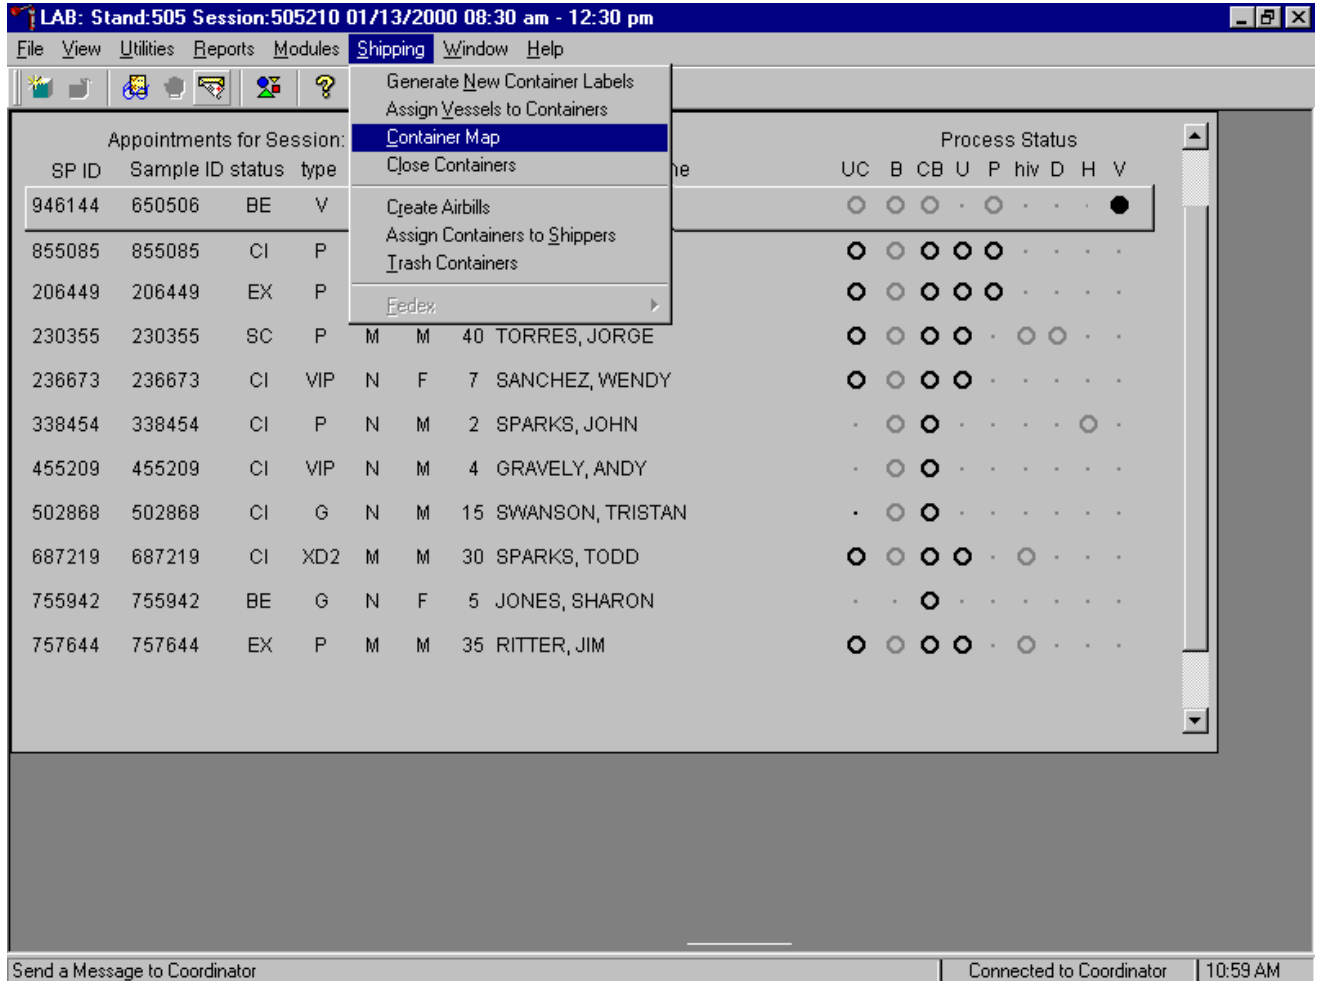 LAB: Stand:505 Session:505210 01/13/2000 08:30 am - 12:30 pm
File View Utilities Reports Modules Shipping Window Help
Generate New Container Labels
Assign Vessels to Containers
Container Map
Close Containers
Create Airbills
Assign Containers to Shippers
Trash Containers
Fedex
Appointments for Session: Process Status
SP ID Sample ID status type UC B CB U P hiv D H V
946144 650506 BE V
855085 855085 CI P
206449 206449 EX P
230355 230355 SC P M M 40 TORRES, JORGE
236673 236673 CI VIP N F 7 SANCHEZ, WENDY
338454 338454 CI P N M 2 SPARKS, JOHN
455209 455209 CI VIP N M 4 GRAVELY, ANDY
502868 502868 CI G N M 15 SWANSON, TRISTAN
687219 687219 CI XD2 M M 30 SPARKS, TODD
755942 755942 BE G N F 5 JONES, SHARON
757644 757644 EX P M M 35 RITTER, JIM
Send a Message to Coordinator Connected to Coordinator 10:59 AM